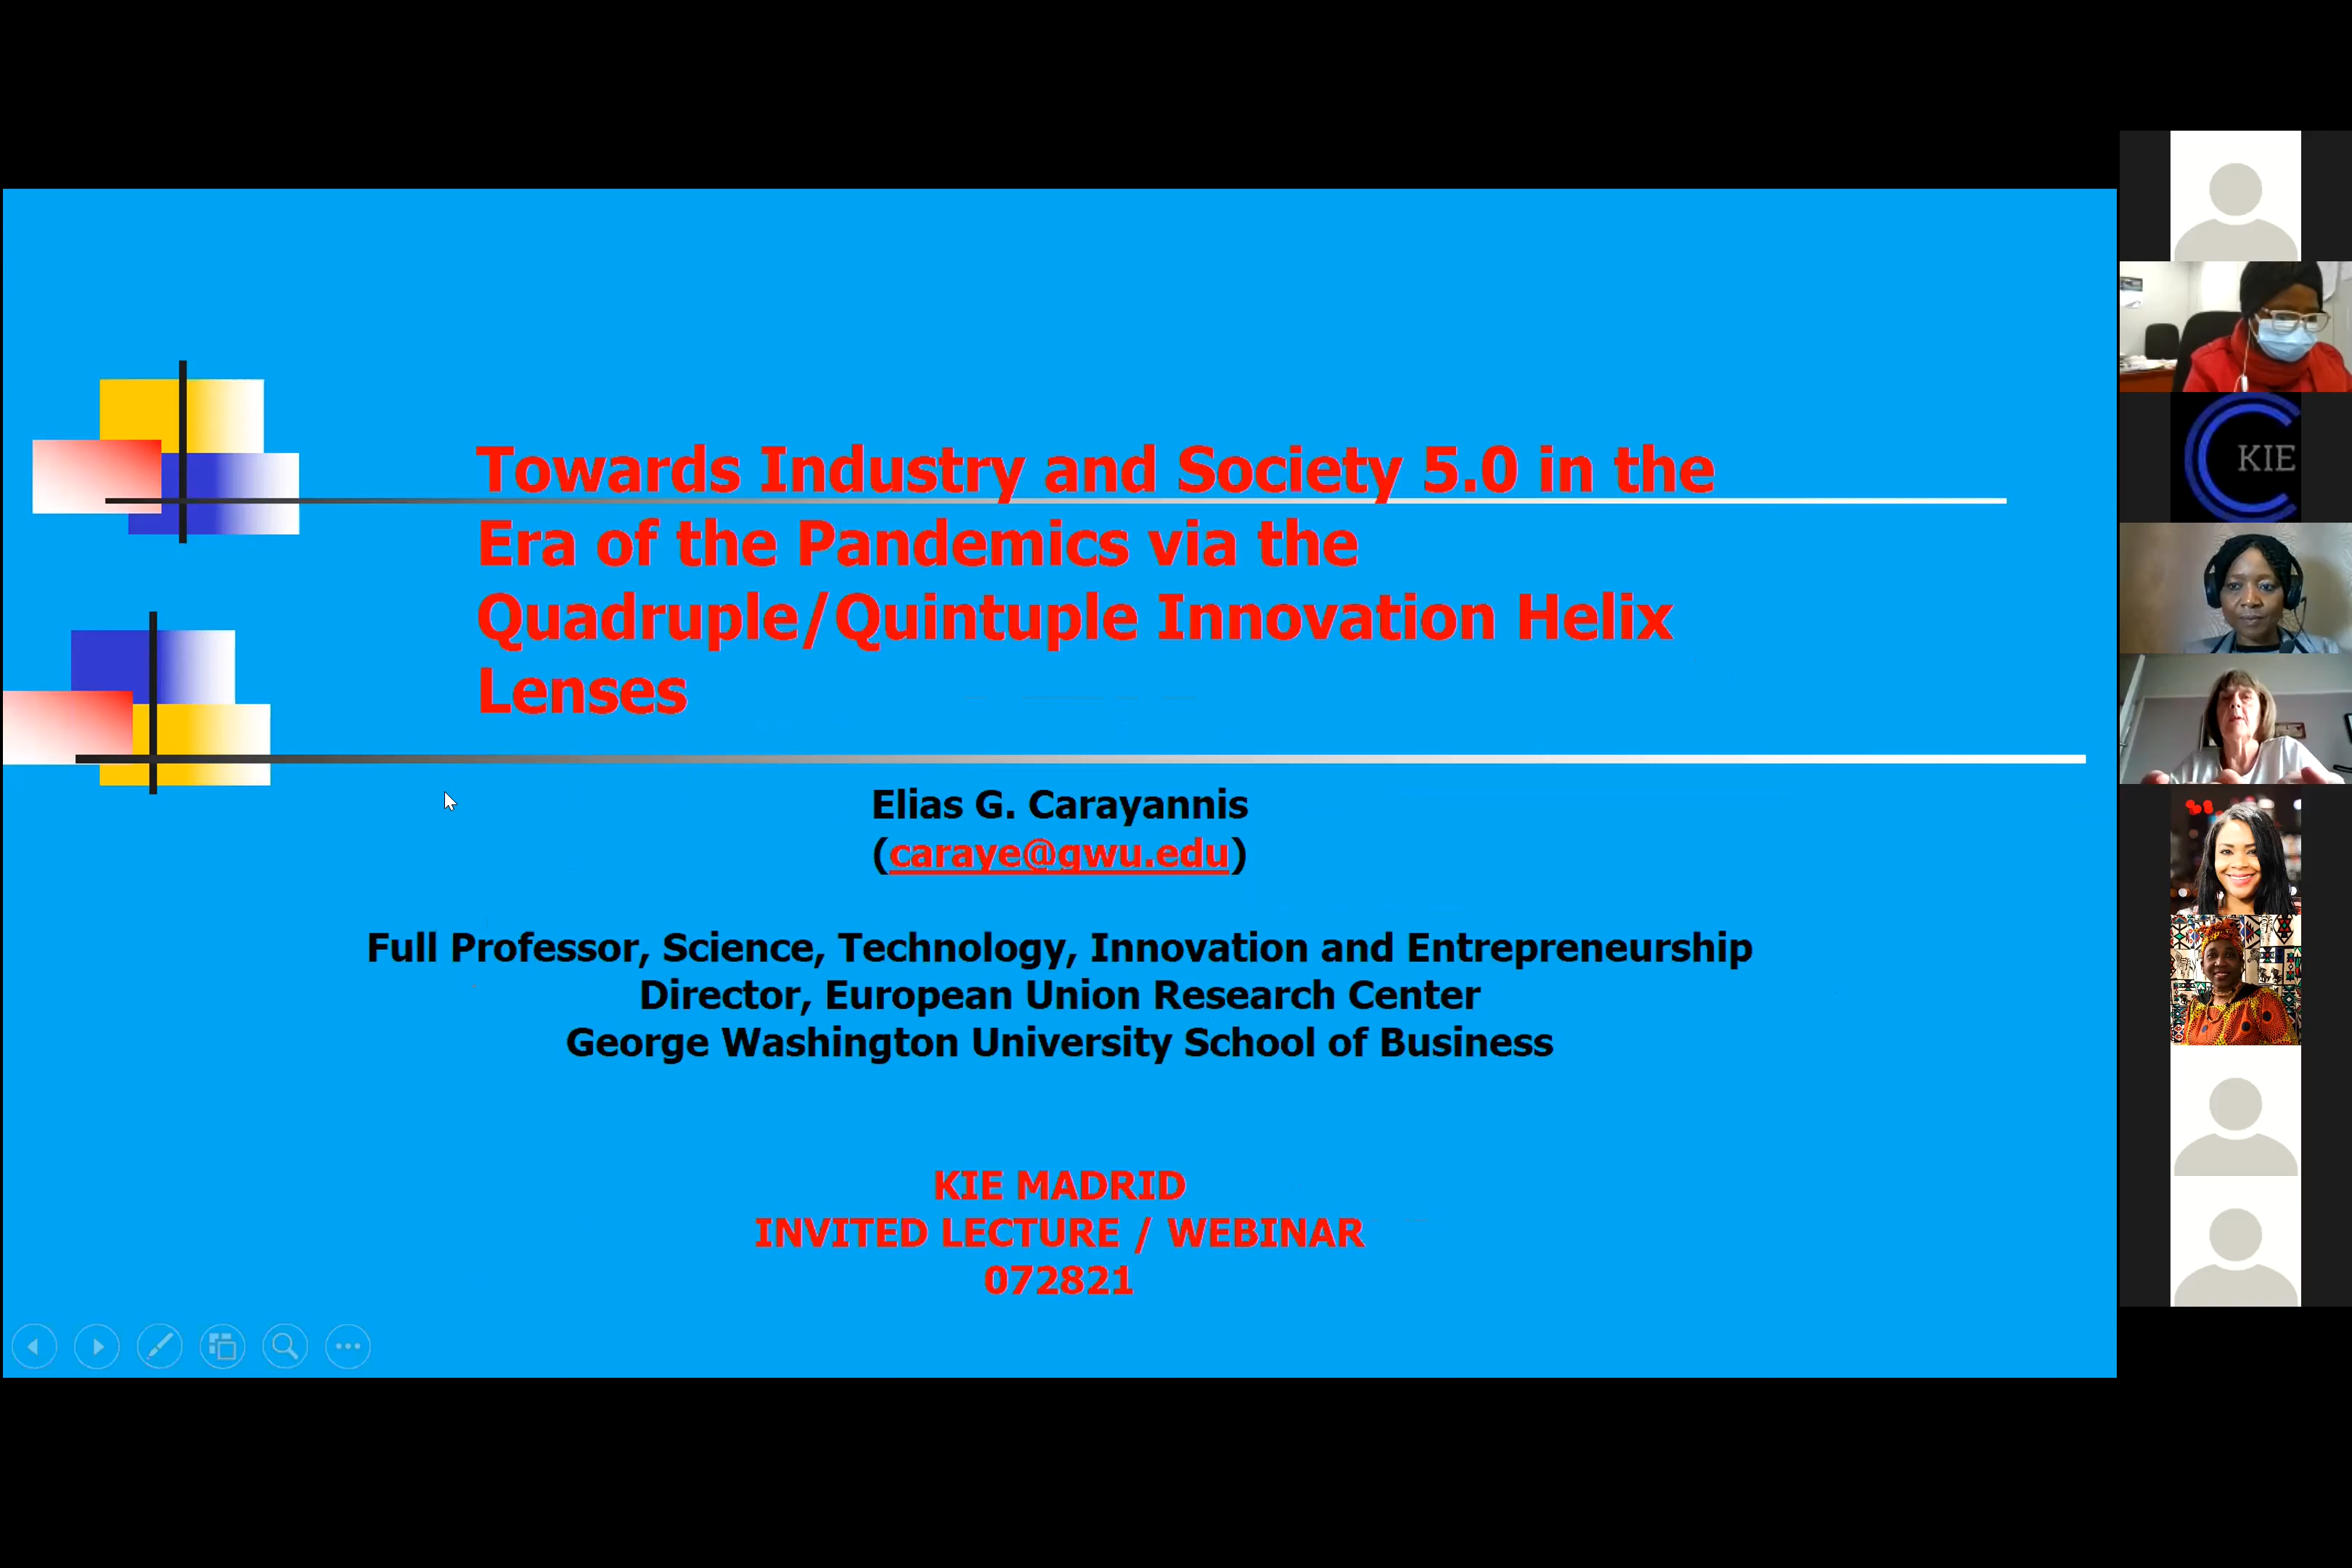 Towards Industry and Society 5.0 in the
Era of the Pandemics via the
Quadruple/Quintuple Innovation Helix
Lenses
Elias G. Carayannis
(caraye@gwu.edu)
Full Professor, Science, Technology, Innovation and Entrepreneurship
Director, European Union Research Center
George Washington University School of Business
KIE MADRID
INVITED LECTURE / WEBINAR
072821
KIE